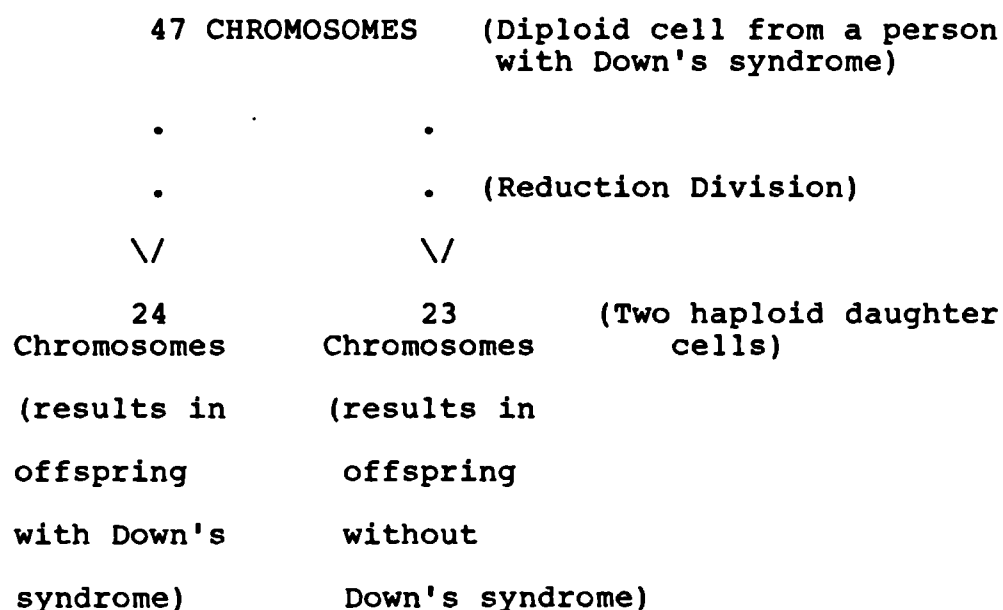 47 CHROMOSOMES (Diploid cell from a person
with Down's syndrome)
. .
. . (Reduction Division)
\/ \/
24 23 (Two haploid daughter
Chromosomes Chromosomes cells)
(results in (results in
offspring offspring
with Down's without
syndrome) Down's syndrome)